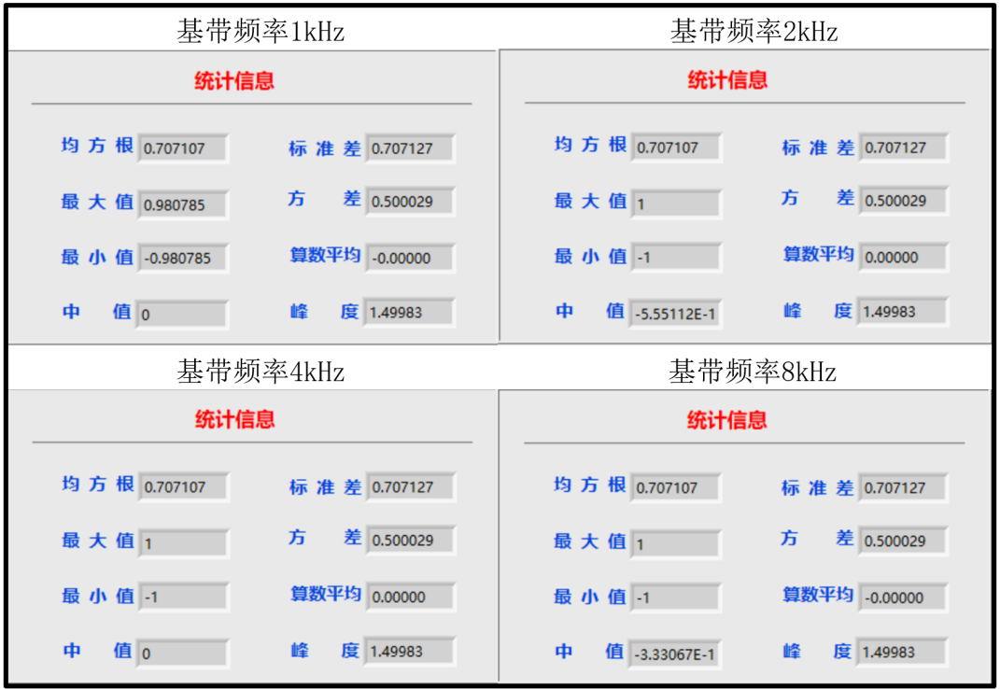 基带频率1kHz
统计信息
均方根 0.707107 标准差 0.707127
最大值 0.980785 方差 0.500029
最小值 -0.980785 算数平均 -0.00000
中值 0 峰度 1.49983
基带频率2kHz
统计信息
均方根 0.707107 标准差 0.707127
最大值 1 方差 0.500029
最小值 -1 算数平均 0.00000
中值 -5.55112E-1 峰度 1.49983
基带频率4kHz
统计信息
均方根 0.707107 标准差 0.707127
最大值 1 方差 0.500029
最小值 -1 算数平均 0.00000
中值 0 峰度 1.49983
基带频率8kHz
统计信息
均方根 0.707107 标准差 0.707127
最大值 1 方差 0.500029
最小值 -1 算数平均 -0.00000
中值 -3.33067E-1 峰度 1.49983